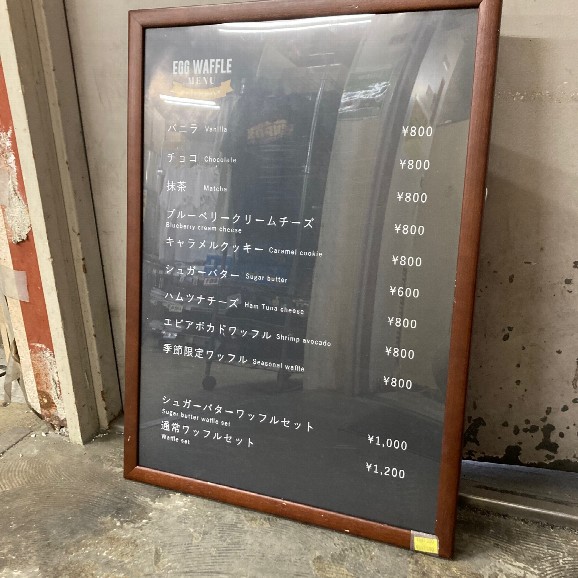 EGG WAFFLE
MENU
バニラ Vanilla ¥800
チョコ Chocolate ¥800
抹茶 Matcha ¥800
ブルーベリークリームチーズ ¥800
Blueberry cream cheese
キャラメルクッキー Caramel cookie ¥800
シュガーバター Sugar butter ¥600
ハムツナチーズ Ham Tuna cheese ¥800
エビアボカドワッフル Shrimp avocado ¥800
季節限定ワッフル Seasonal waffle ¥800
シュガーバターワッフルセット ¥1,000
Sugar butter waffle set
通常ワッフルセット ¥1,200
Waffle set